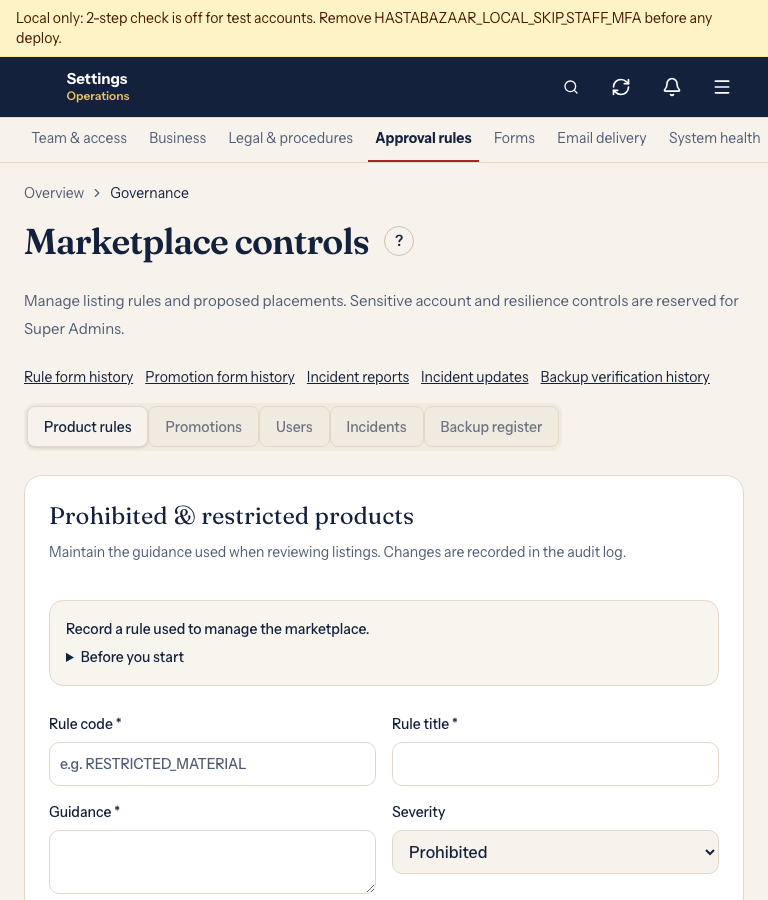 Local only: 2-step check is off for test accounts. Remove HASTABAZAAR_LOCAL_SKIP_STAFF_MFA before any
deploy.
Settings
Operations
Team & access Business Legal & procedures Approval rules Forms Email delivery System health
Overview > Governance
Marketplace controls ?
Manage listing rules and proposed placements. Sensitive account and resilience controls are reserved for
Super Admins.
Rule form history Promotion form history Incident reports Incident updates Backup verification history
Product rules Promotions Users Incidents Backup register
Prohibited & restricted products
Maintain the guidance used when reviewing listings. Changes are recorded in the audit log.
Record a rule used to manage the marketplace.
Before you start
Rule code * Rule title *
e.g. RESTRICTED_MATERIAL
Guidance * Severity
Prohibited